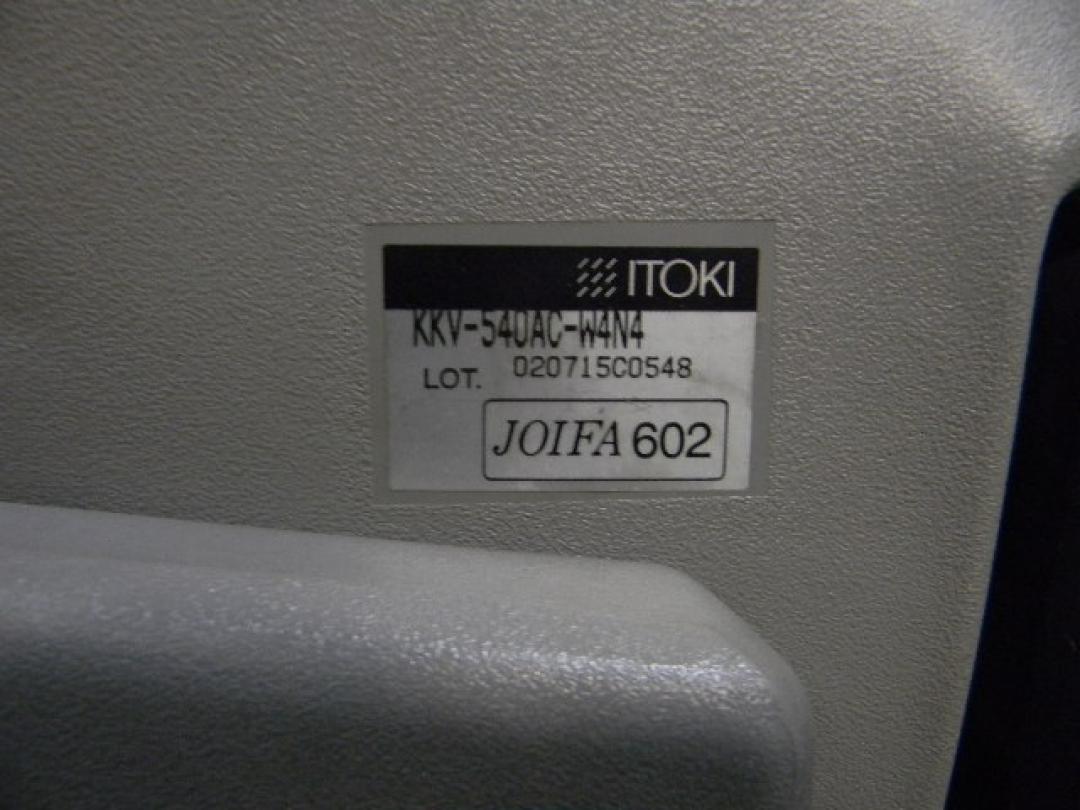 ITOKI
KKV-540AC-W4N4
LOT. 020715C0548
JOIFA 602